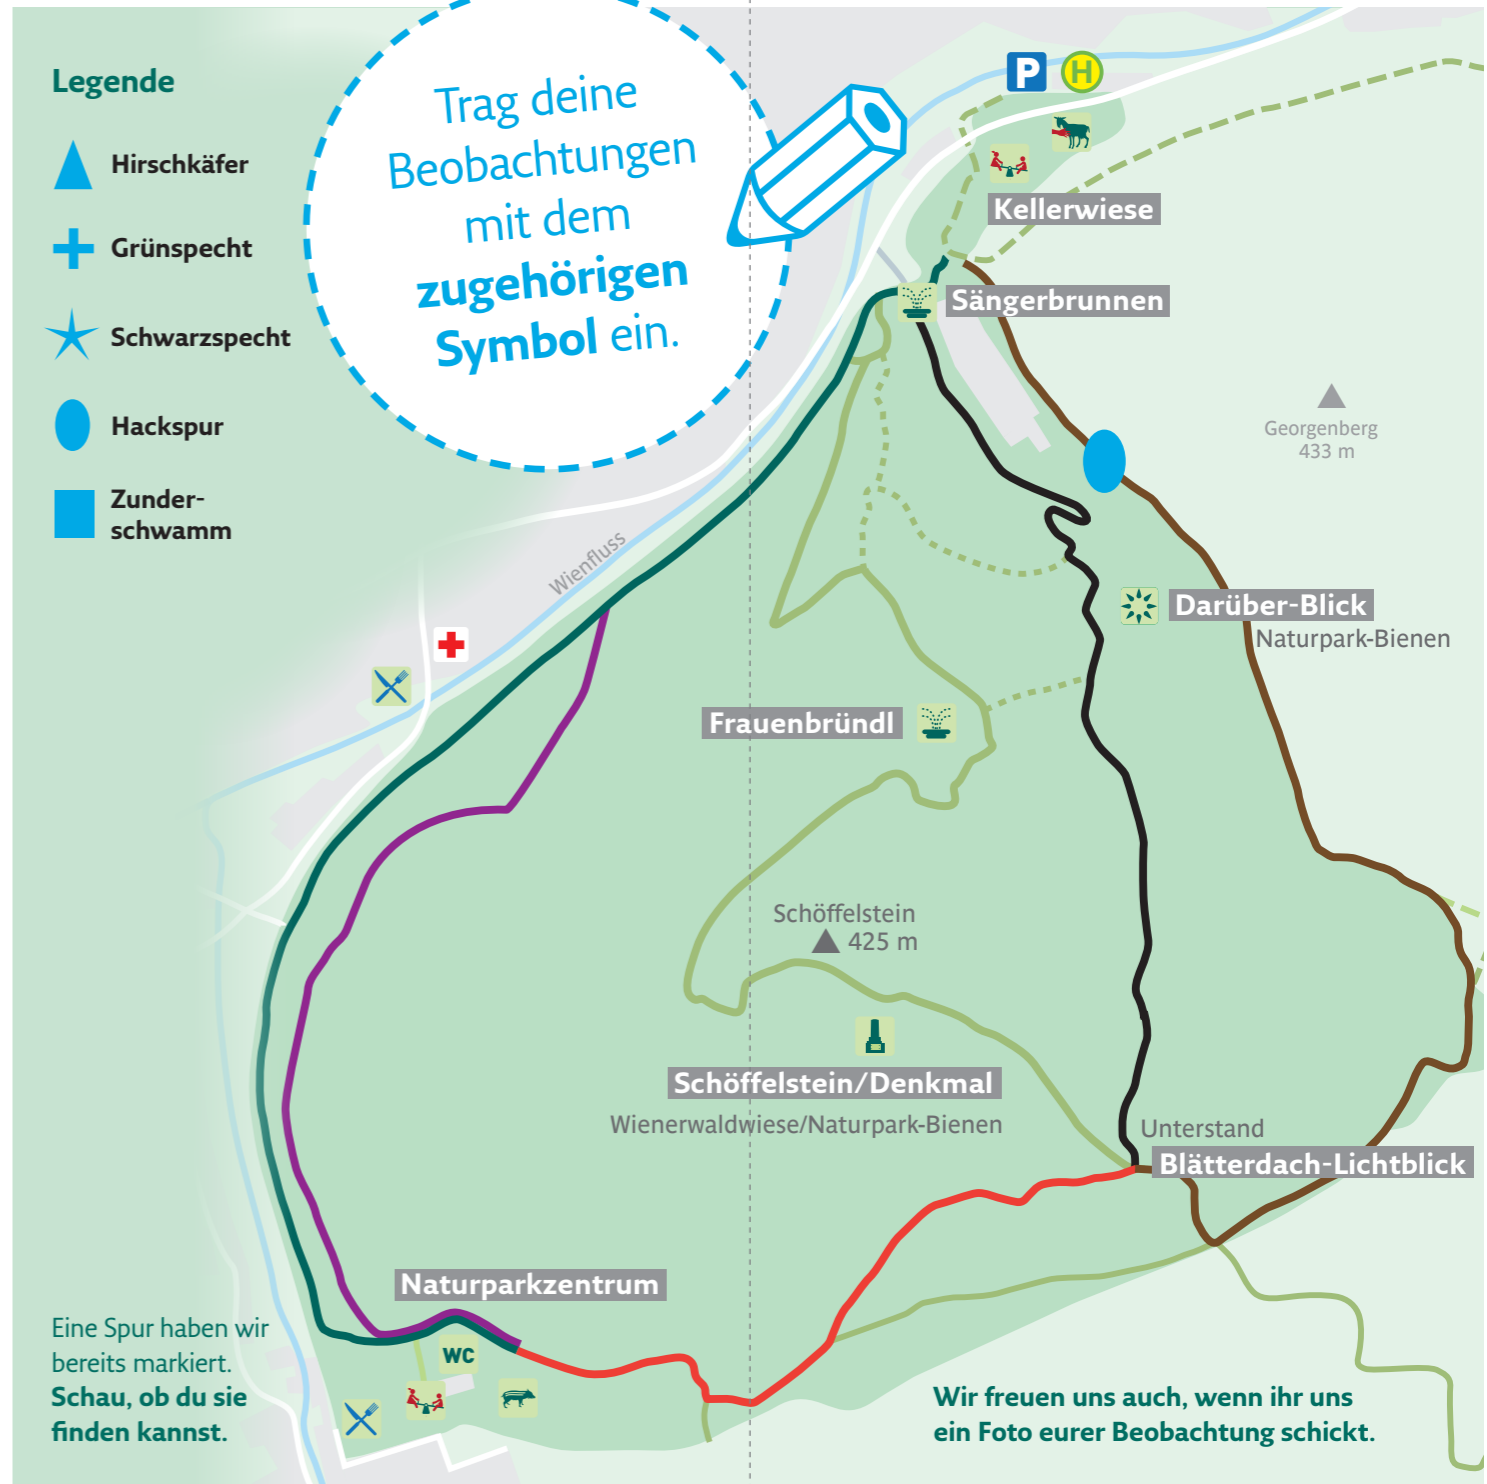 Legende
Hirschkäfer
Grünspecht
Schwarzspecht
Hackspur
Zunder-
schwamm
Trag deine
Beobachtungen
mit dem
zugehörigen
Symbol ein.
P
H
Kellerwiese
Sängerbrunnen
Georgenberg
433 m
Wienfluss
Darüber-Blick
Naturpark-Bienen
Frauenbründl
Schöffelstein
425 m
Schöffelstein/Denkmal
Wienerwaldwiese/Naturpark-Bienen
Unterstand
Blätterdach-Lichtblick
Naturparkzentrum
WC
Eine Spur haben wir
bereits markiert.
Schau, ob du sie
finden kannst.
Wir freuen uns auch, wenn ihr uns
ein Foto eurer Beobachtung schickt.